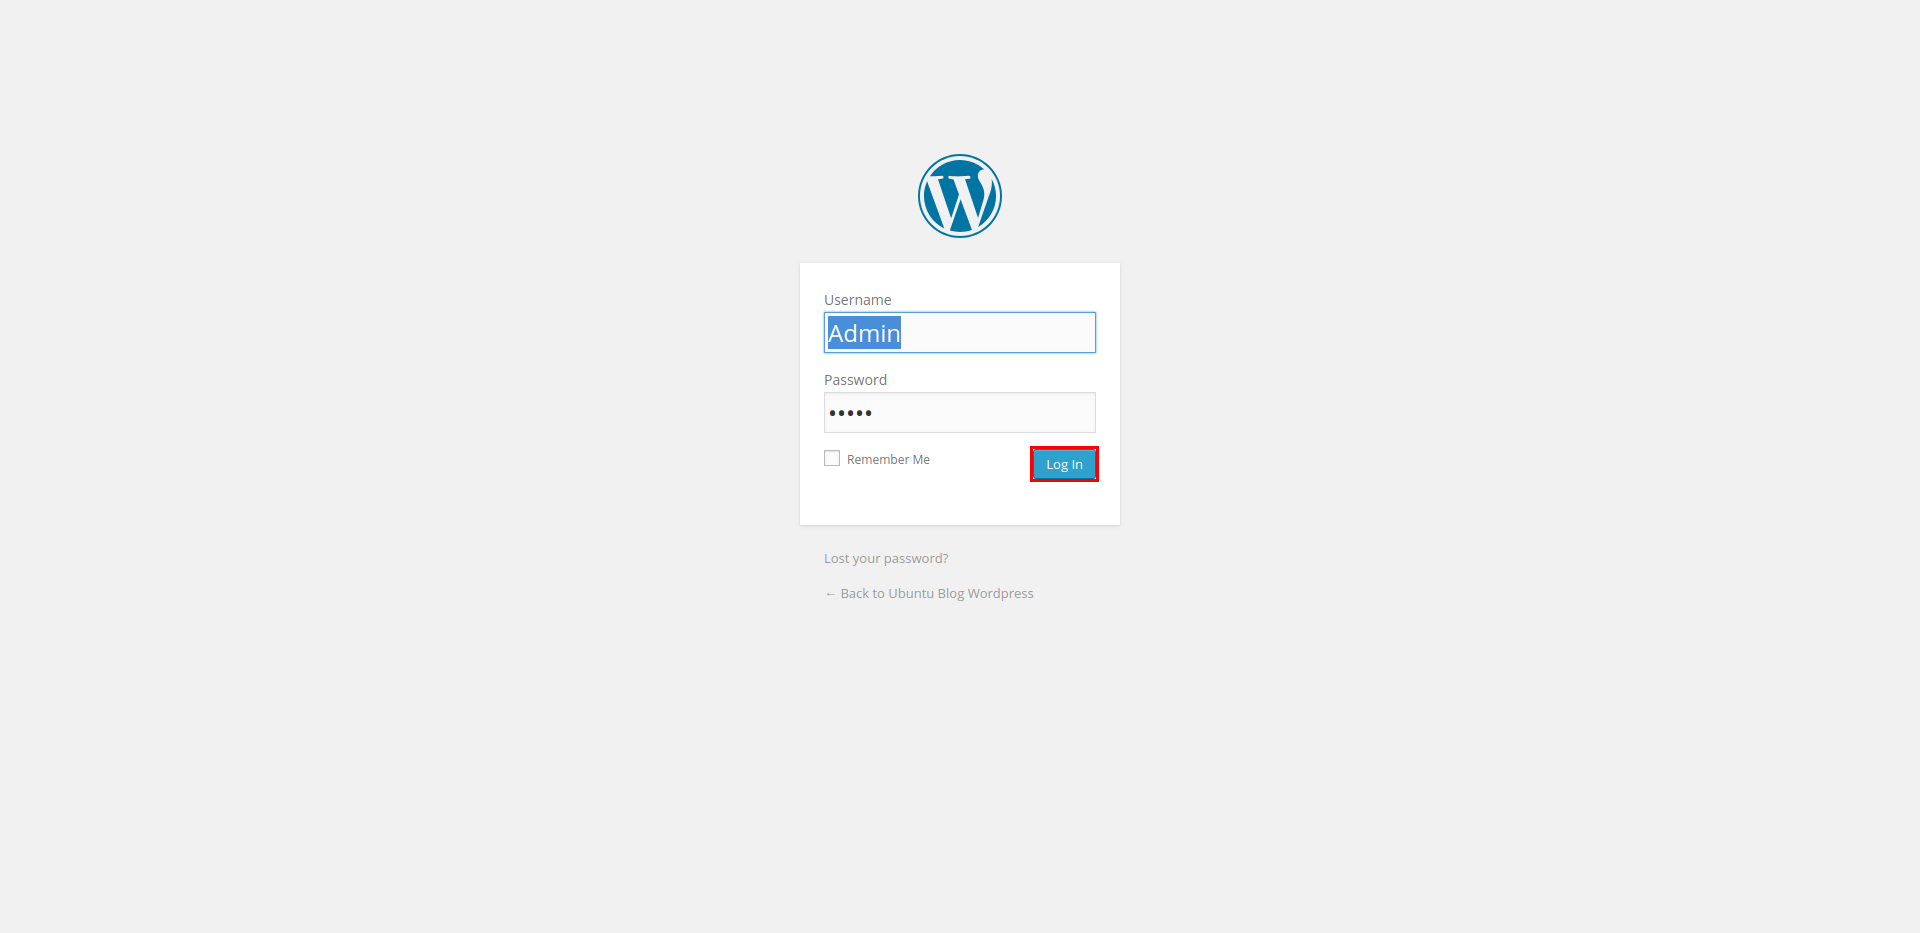 Username
Admin
Password
•••••
Remember Me
Log In
Lost your password?
← Back to Ubuntu Blog Wordpress